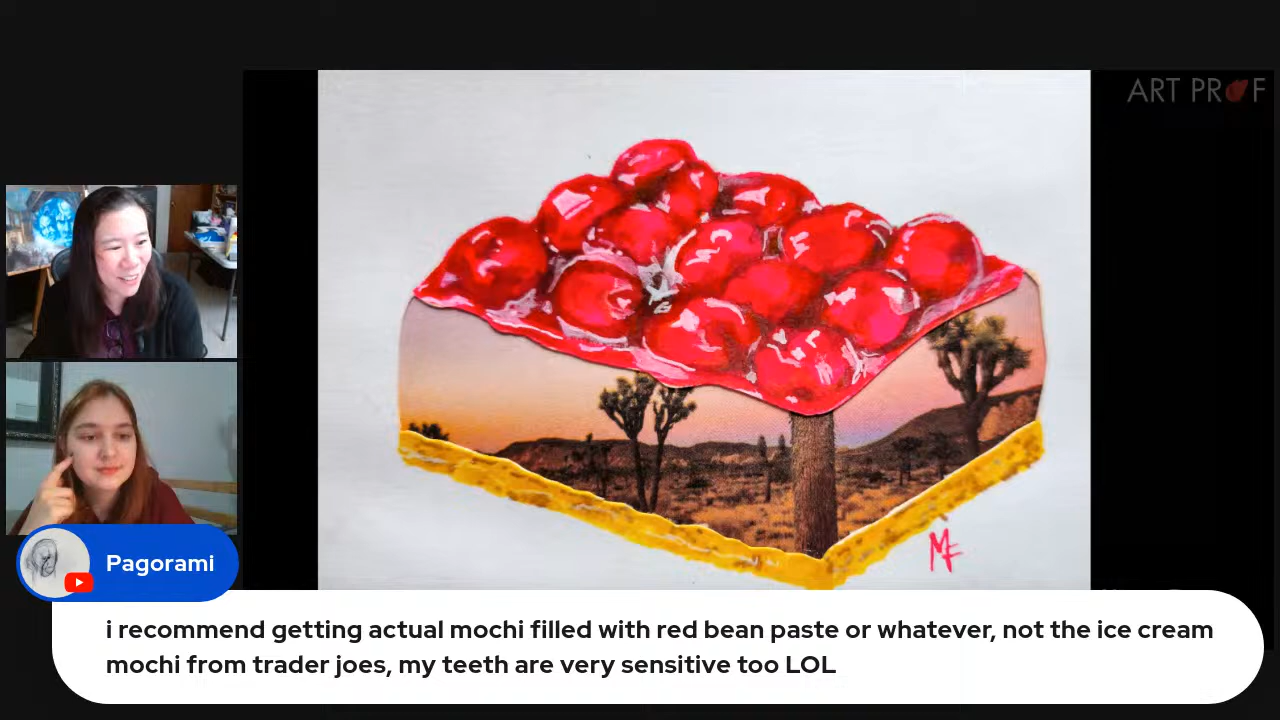 ART PROF
MF
Pagorami
i recommend getting actual mochi filled with red bean paste or whatever, not the ice cream
mochi from trader joes, my teeth are very sensitive too LOL